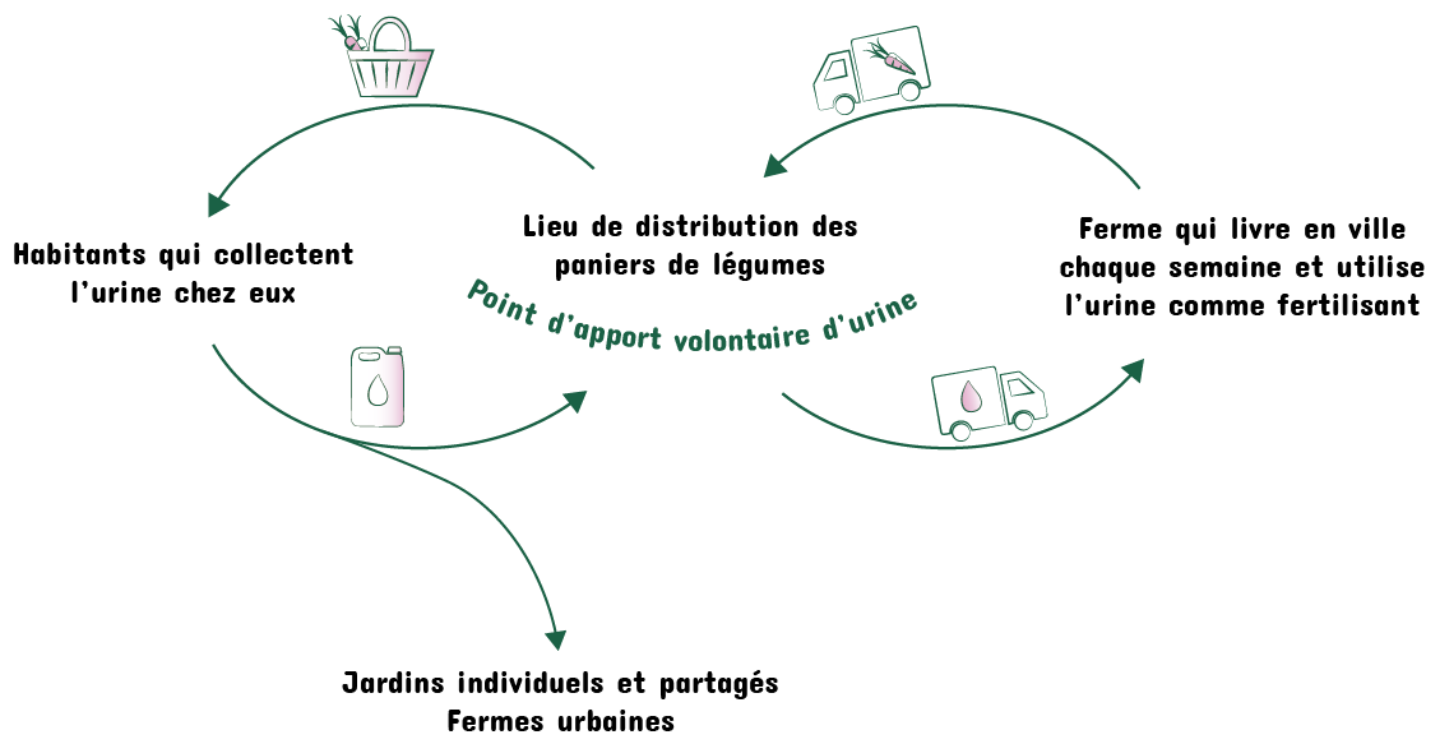 Habitants qui collectent
l'urine chez eux
Lieu de distribution des
paniers de légumes
Point d'apport volontaire d'urine
Ferme qui livre en ville
chaque semaine et utilise
l'urine comme fertilisant
Jardins individuels et partagés
Fermes urbaines